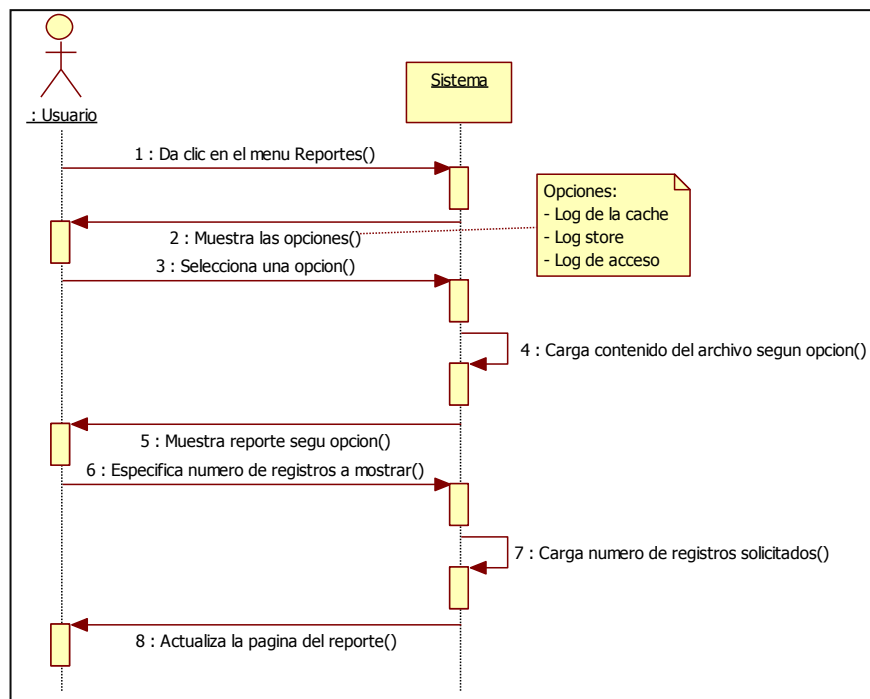 Sistema
: Usuario
1 : Da clic en el menu Reportes()
Opciones:
- Log de la cache
- Log store
- Log de acceso
2 : Muestra las opciones()
3 : Selecciona una opcion()
4 : Carga contenido del archivo segun opcion()
5 : Muestra reporte segu opcion()
6 : Especifica numero de registros a mostrar()
7 : Carga numero de registros solicitados()
8 : Actualiza la pagina del reporte()